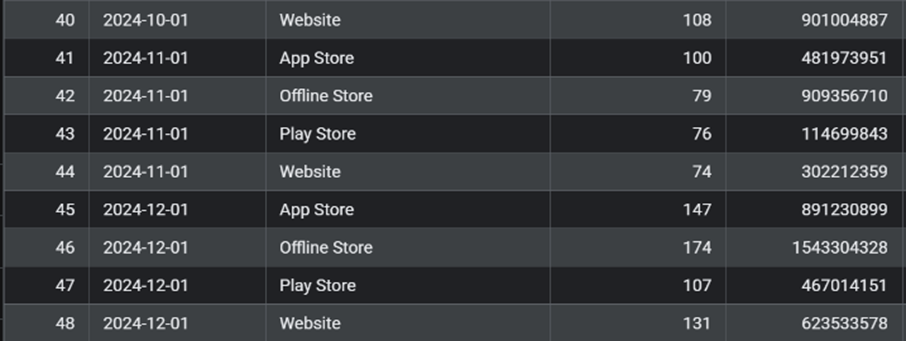 40 2024-10-01 Website 108 901004887
41 2024-11-01 App Store 100 481973951
42 2024-11-01 Offline Store 79 909356710
43 2024-11-01 Play Store 76 114699843
44 2024-11-01 Website 74 302212359
45 2024-12-01 App Store 147 891230899
46 2024-12-01 Offline Store 174 1543304328
47 2024-12-01 Play Store 107 467014151
48 2024-12-01 Website 131 623533578